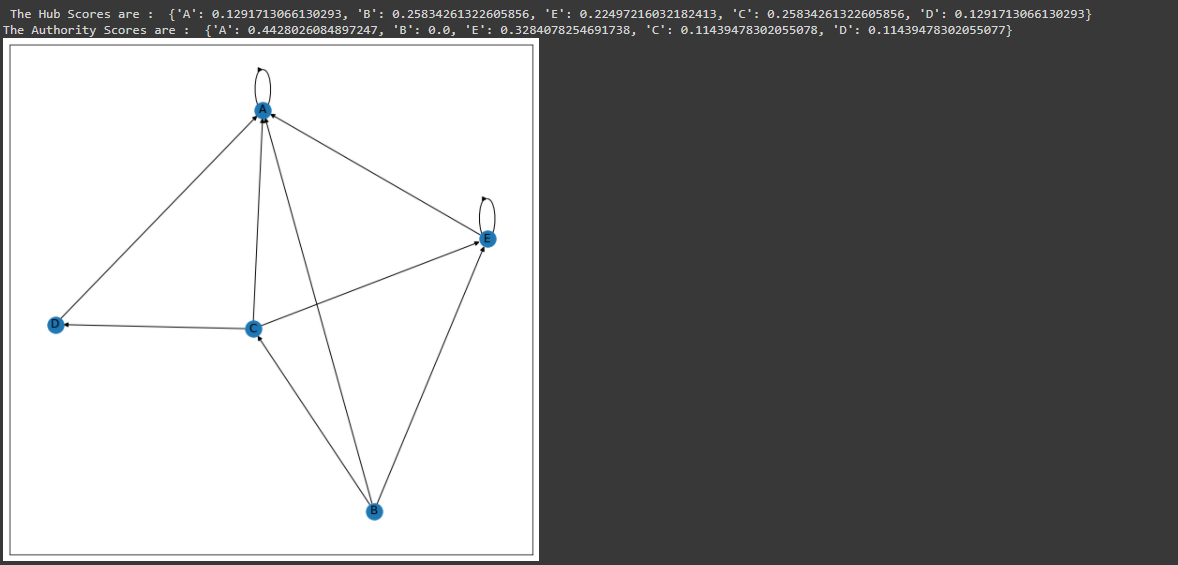 The Hub Scores are :  {'A': 0.1291713066130293, 'B': 0.25834261322605856, 'E': 0.22497216032182413, 'C': 0.25834261322605856, 'D': 0.1291713066130293}
The Authority Scores are :  {'A': 0.4428026084897247, 'B': 0.0, 'E': 0.3284078254691738, 'C': 0.11439478302055078, 'D': 0.11439478302055077}
A
E
D
C
B